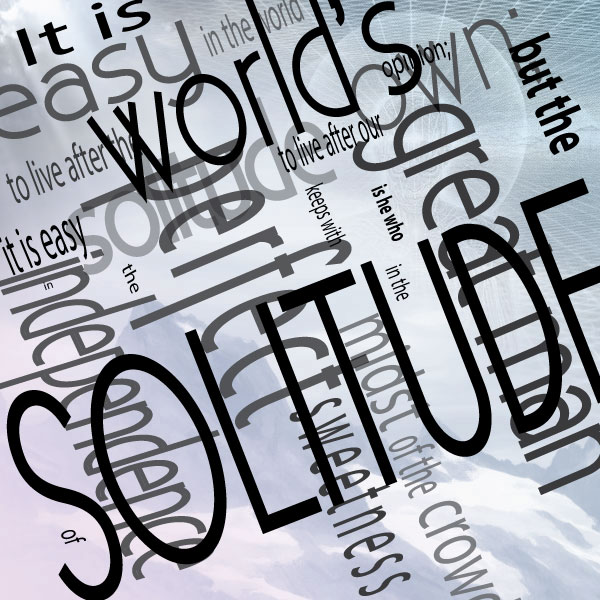 It is
easy
in the world
to live after the
world's
opinion;
it is easy
in
solitude
to live after our
own.
but the
great man
is he who
in the
midst
of the
crowd
keeps with
perfect
sweetness
the
independence
of
SOLITUDE